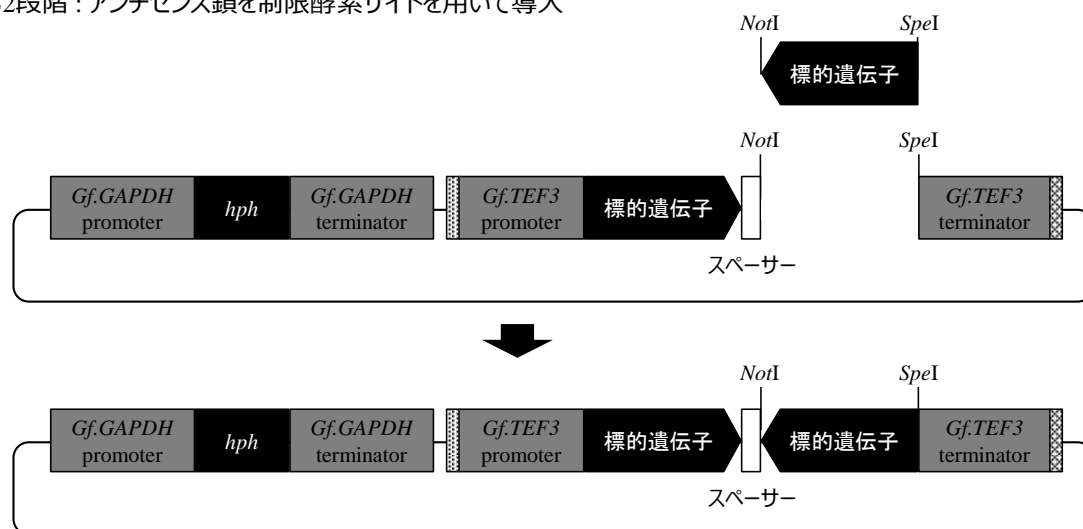 2段階：アンチセンス鎖を制限酵素サイトを用いて導入
NotI SpeI
標的遺伝子
NotI SpeI
Gf.GAPDH promoter hph Gf.GAPDH terminator Gf.TEF3 promoter 標的遺伝子 Gf.TEF3 terminator
スペーサー
NotI SpeI
Gf.GAPDH promoter hph Gf.GAPDH terminator Gf.TEF3 promoter 標的遺伝子 標的遺伝子 Gf.TEF3 terminator
スペーサー